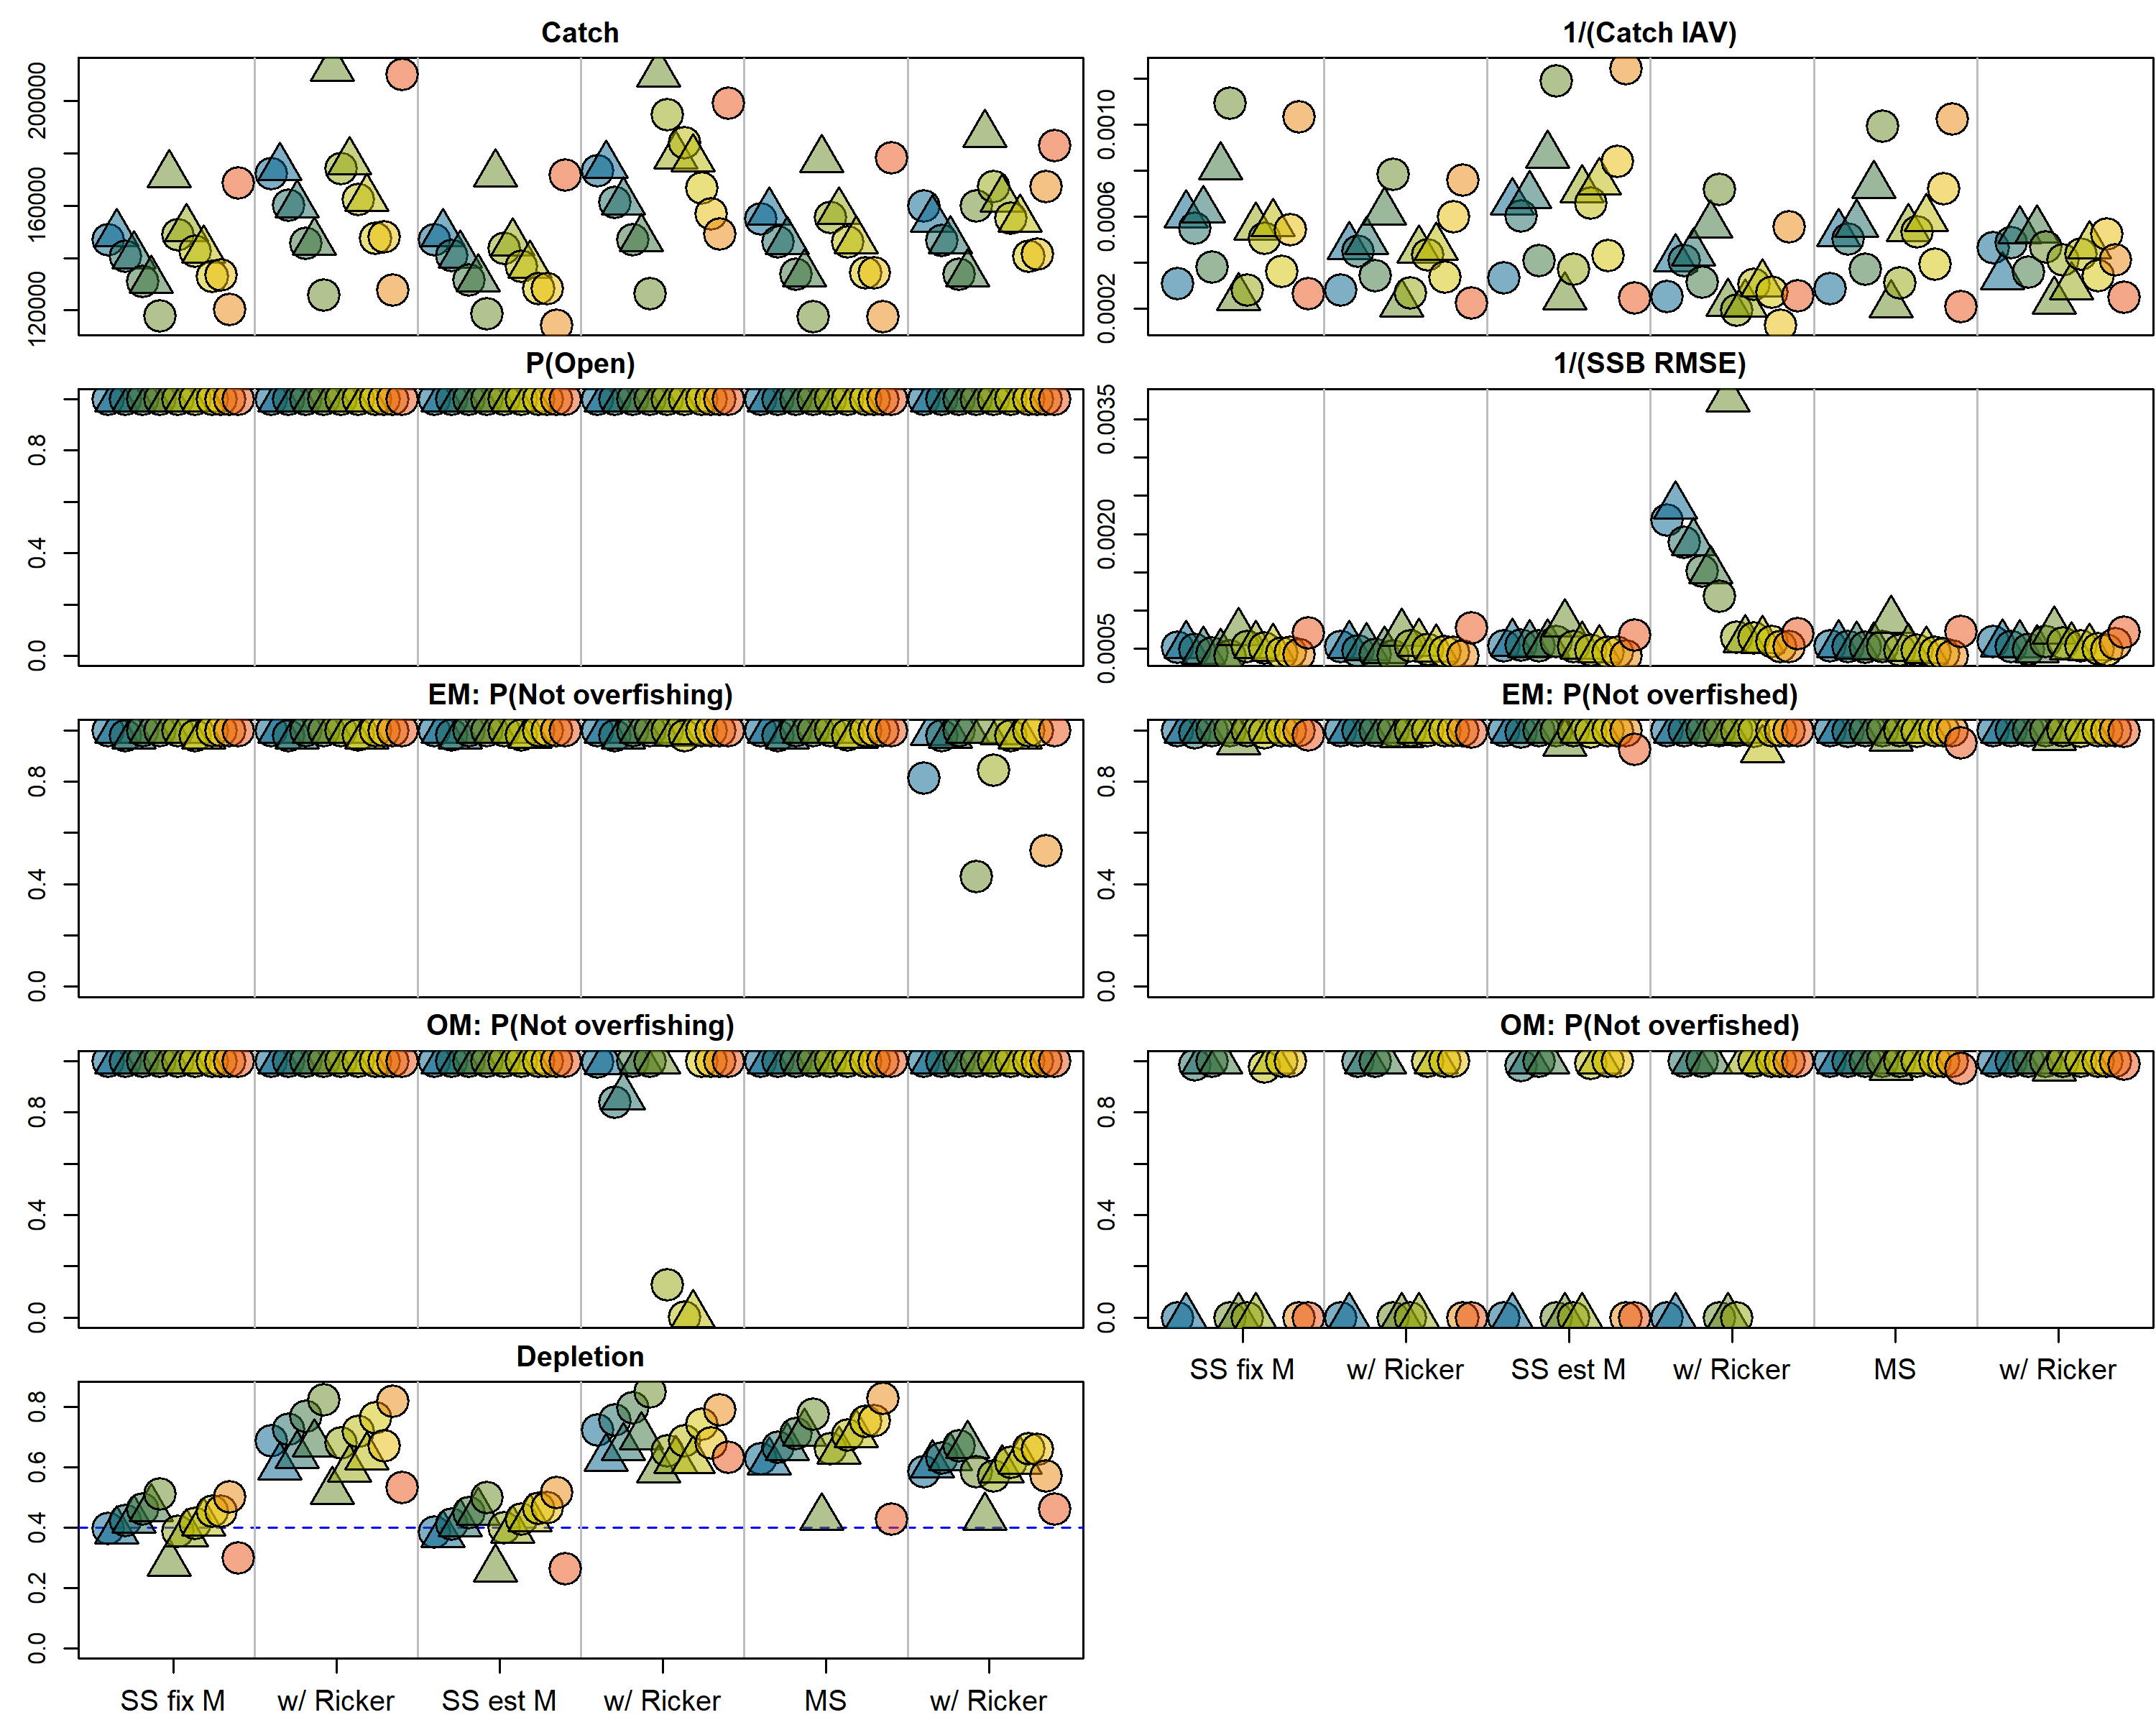 Catch
200000
160000
120000
1/(Catch IAV)
0.0010
0.0006
0.0002
P(Open)
0.8
0.4
0.0
1/(SSB RMSE)
0.0035
0.0020
0.0005
EM: P(Not overfishing)
0.8
0.4
0.0
EM: P(Not overfished)
0.8
0.4
0.0
OM: P(Not overfishing)
0.8
0.4
0.0
OM: P(Not overfished)
0.8
0.4
0.0
SS fix M w/ Ricker SS est M w/ Ricker MS w/ Ricker
Depletion
0.8
0.6
0.4
0.2
0.0
SS fix M w/ Ricker SS est M w/ Ricker MS w/ Ricker